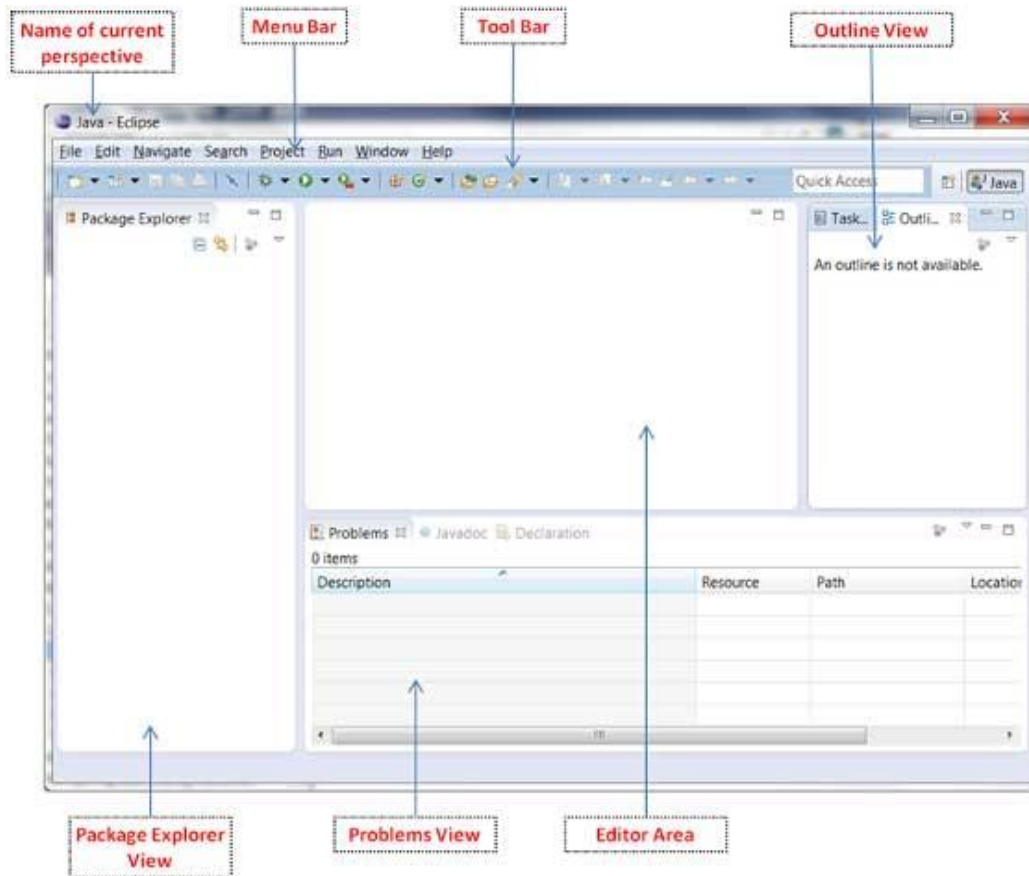 Name of current
perspective
Menu Bar
Tool Bar
Outline View
Java - Eclipse
File Edit Navigate Search Project Run Window Help
Quick Access
Java
Package Explorer
Task... Outli...
An outline is not available.
Problems Javadoc Declaration
0 items
Description Resource Path Location
Package Explorer
View
Problems View
Editor Area